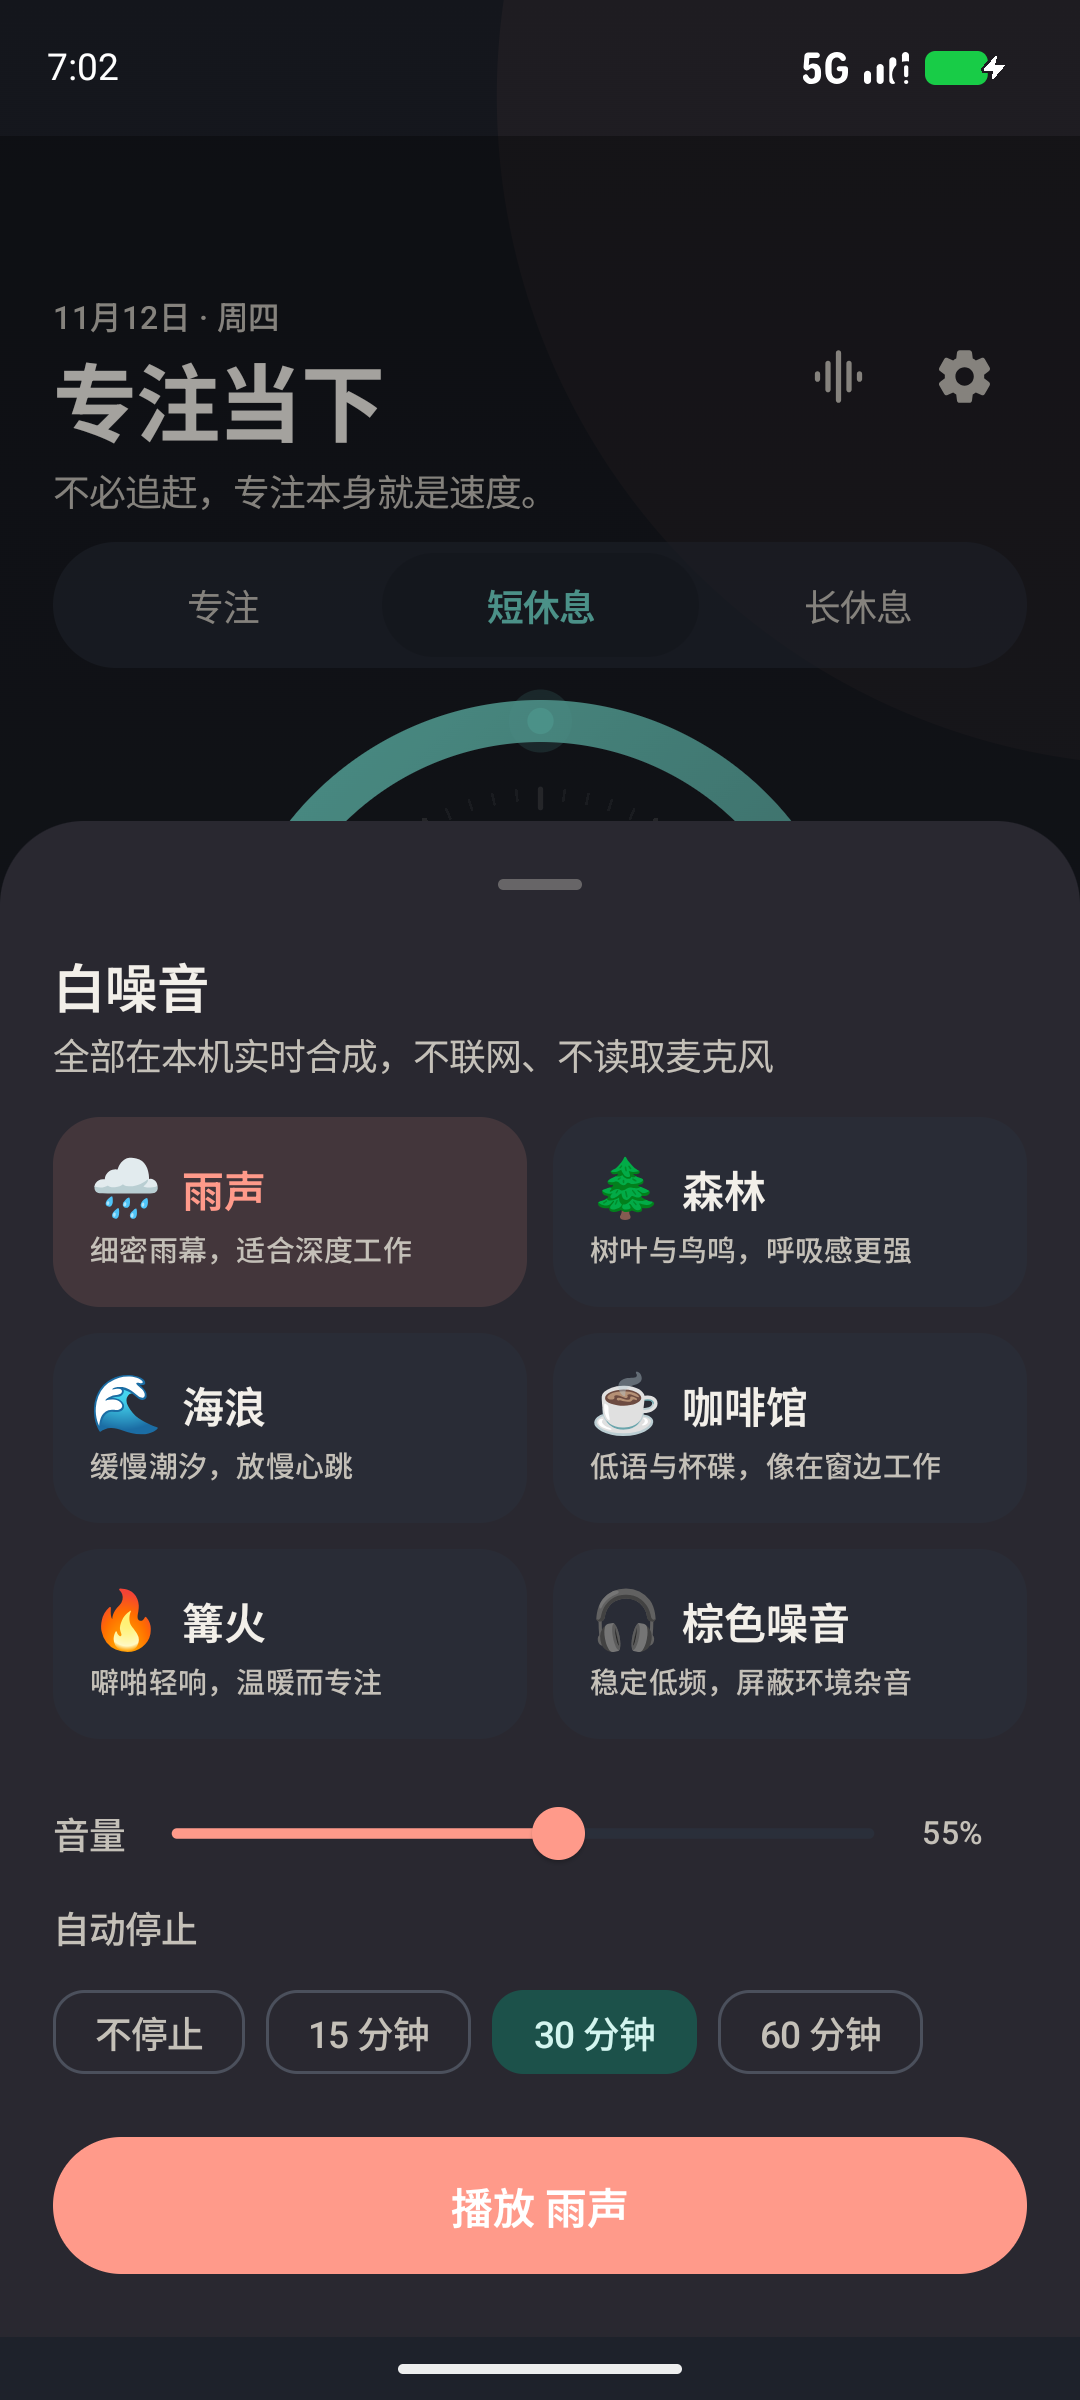 7:02
5G
11月12日 · 周四
专注当下
不必追赶，专注本身就是速度。
专注
短休息
长休息
白噪音
全部在本机实时合成，不联网、不读取麦克风
雨声
细密雨幕，适合深度工作
森林
树叶与鸟鸣，呼吸感更强
海浪
缓慢潮汐，放慢心跳
咖啡馆
低语与杯碟，像在窗边工作
篝火
噼啪轻响，温暖而专注
棕色噪音
稳定低频，屏蔽环境杂音
音量
55%
自动停止
不停止
15 分钟
30 分钟
60 分钟
播放 雨声